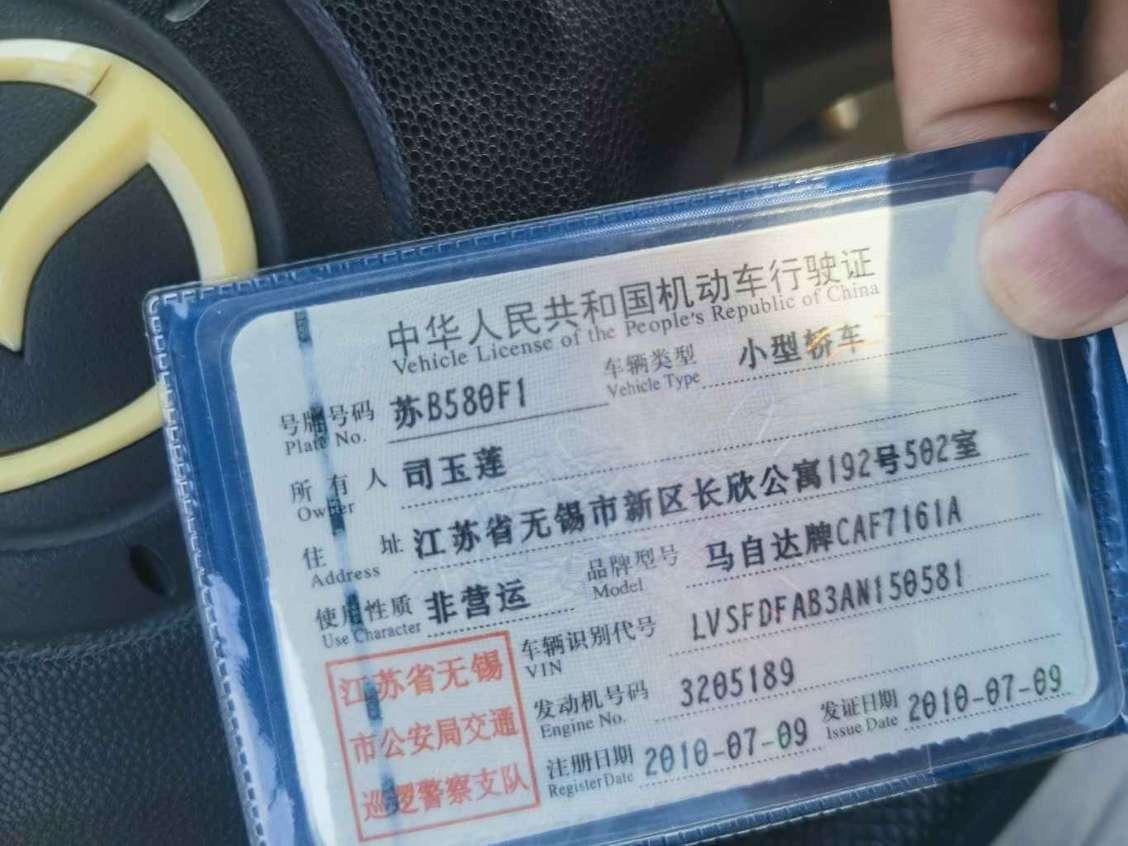 中华人民共和国机动车行驶证
Vehicle License of the People's Republic of China
号牌号码 苏B580F1 车辆类型 小型轿车
Plate No. Vehicle Type
所有人 司玉莲
Owner
住址 江苏省无锡市新区长欣公寓192号502室
Address
使用性质 非营运 品牌型号 马自达牌CAF7161A
Use Character Model
车辆识别代号 LVSFDFAB3AN150581
VIN
发动机号码 3205189
Engine No.
注册日期 2010-07-09 发证日期 2010-07-09
Register Date Issue Date
江苏省无锡
市公安局交通
巡逻警察支队